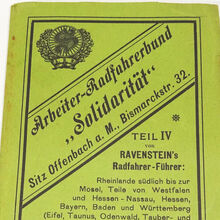 Arbeiter-Radfahrerbund
„Solidarität"
Sitz Offenbach a. M., Bismarckstr. 32.
TEIL IV
VON
RAVENSTEIN's
Radfahrer-Führer:
Rheinlande südlich bis zur
Mosel, Teile von Westfalen
und Hessen-Nassau, Hessen,
Bayern, Baden und Württemberg
(Eifel, Taunus, Odenwald, Tauber- und